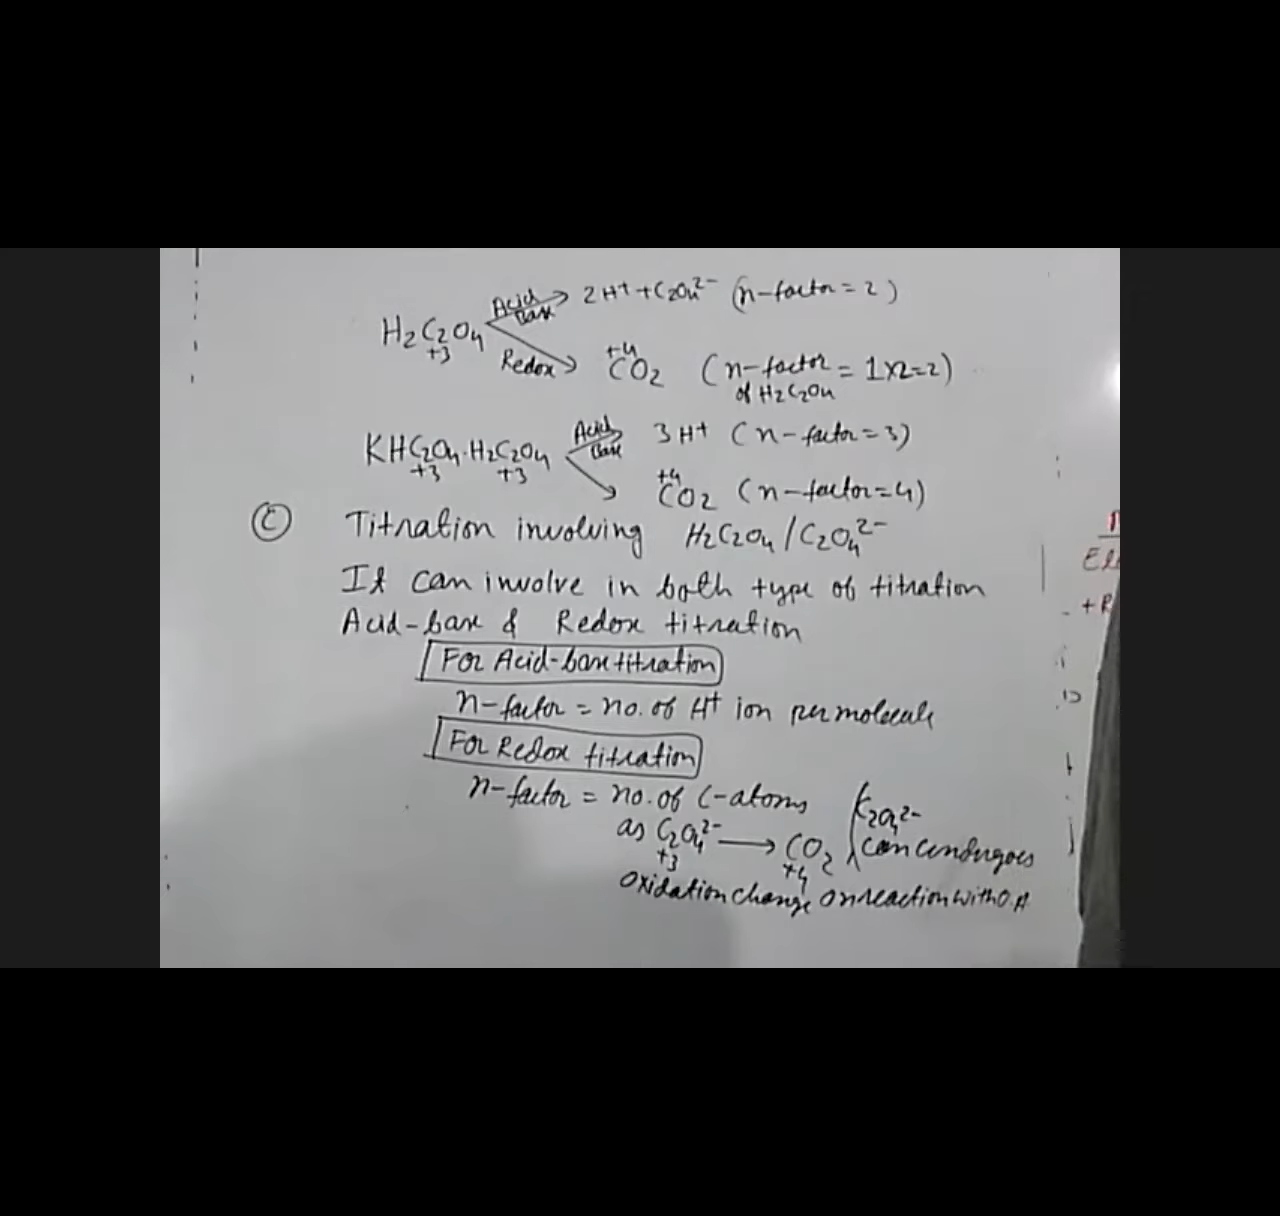 Acid
Base
2H+ + C2O4 2- (n-factor = 2)
H2C2O4
+3
Redox
+4
CO2 (n-factor = 1×2=2)
of H2C2O4
KHC2O4.H2C2O4
+3 +3
Acid
Base
3H+ (n-factor=3)
+4
CO2 (n-factor=4)
C Titration involving H2C2O4 / C2O4 2-
It can involve in both type of titration
Acid-base & Redox titration
For Acid-base titration
n-factor = no. of H+ ion per molecule
For Redox titration
n-factor = no. of C-atoms
as C2O4 2- → CO2
+3 +4
can undergoes
oxidation change on reaction with O.A